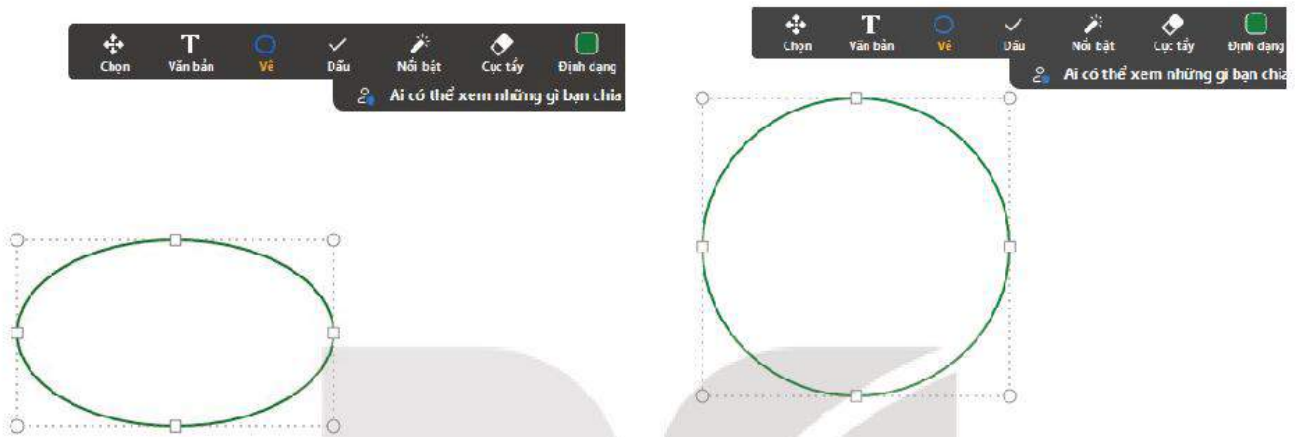 T
Chọn Văn bản Vẽ Dấu Nổi bật Cục tẩy Định dạng
Ai có thể xem những gì bạn chia
T
Chọn Văn bản Vẽ Dấu Nổi bật Cục tẩy Định dạng
Ai có thể xem những gì bạn chia